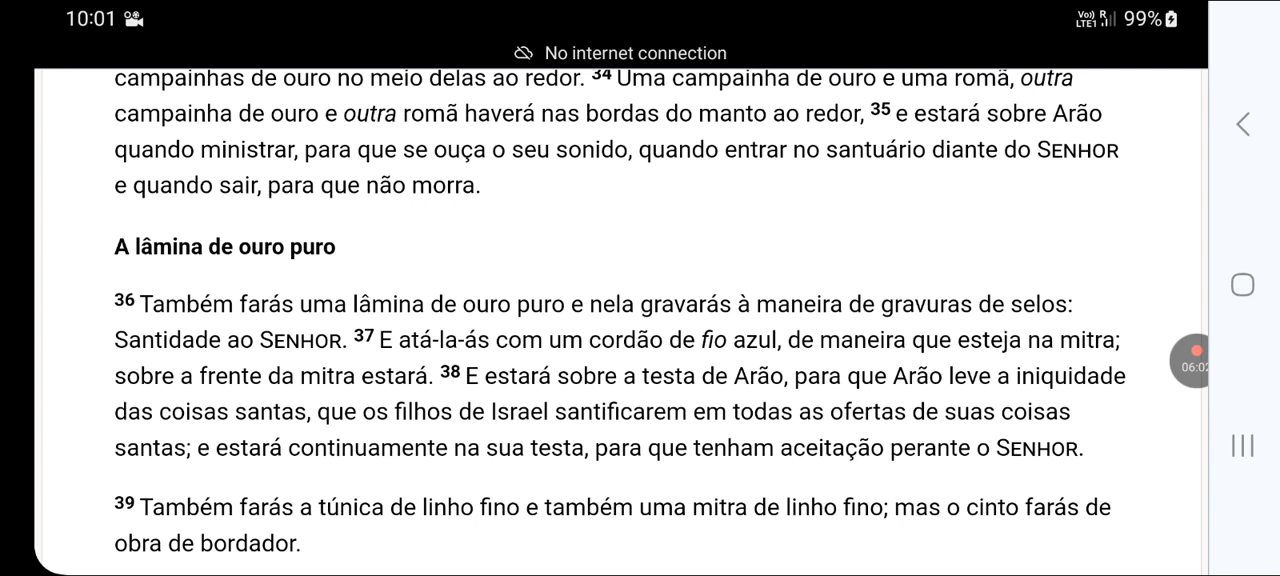 10:01
Vo)) R
LTE1 99%
No internet connection
campainhas de ouro no meio delas ao redor. 34 Uma campainha de ouro e uma romã, outra
campainha de ouro e outra romã haverá nas bordas do manto ao redor, 35 e estará sobre Arão
quando ministrar, para que se ouça o seu sonido, quando entrar no santuário diante do SENHOR
e quando sair, para que não morra.
A lâmina de ouro puro
36 Também farás uma lâmina de ouro puro e nela gravarás à maneira de gravuras de selos:
Santidade ao SENHOR. 37 E atá-la-ás com um cordão de fio azul, de maneira que esteja na mitra;
sobre a frente da mitra estará. 38 E estará sobre a testa de Arão, para que Arão leve a iniquidade
das coisas santas, que os filhos de Israel santificarem em todas as ofertas de suas coisas
santas; e estará continuamente na sua testa, para que tenham aceitação perante o SENHOR.
39 Também farás a túnica de linho fino e também uma mitra de linho fino; mas o cinto farás de
obra de bordador.